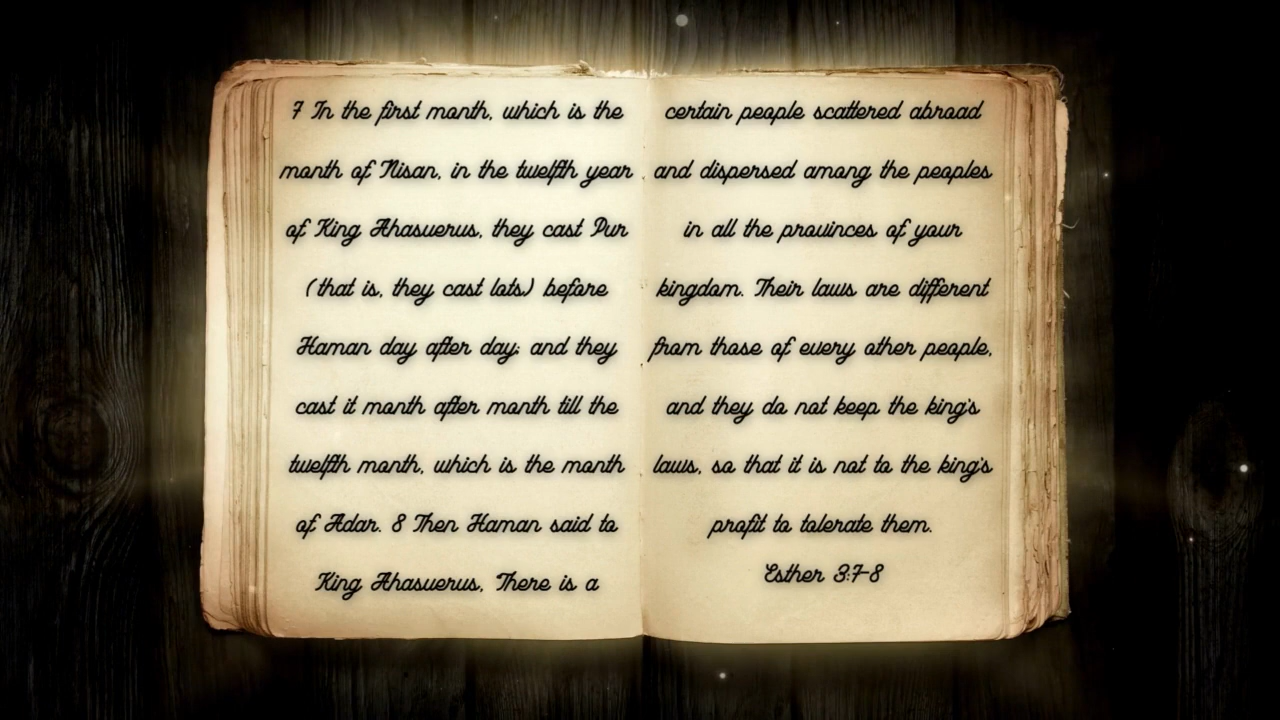 7 In the first month, which is the
month of Nisan, in the twelfth year
of King Ahasuerus, they cast Pur
(that is, they cast lots) before
Haman day after day; and they
cast it month after month till the
twelfth month, which is the month
of Adar. 8 Then Haman said to
King Ahasuerus, There is a
certain people scattered abroad
and dispersed among the peoples
in all the provinces of your
kingdom. Their laws are different
from those of every other people,
and they do not keep the king's
laws, so that it is not to the king's
profit to tolerate them.
Esther 3:7-8